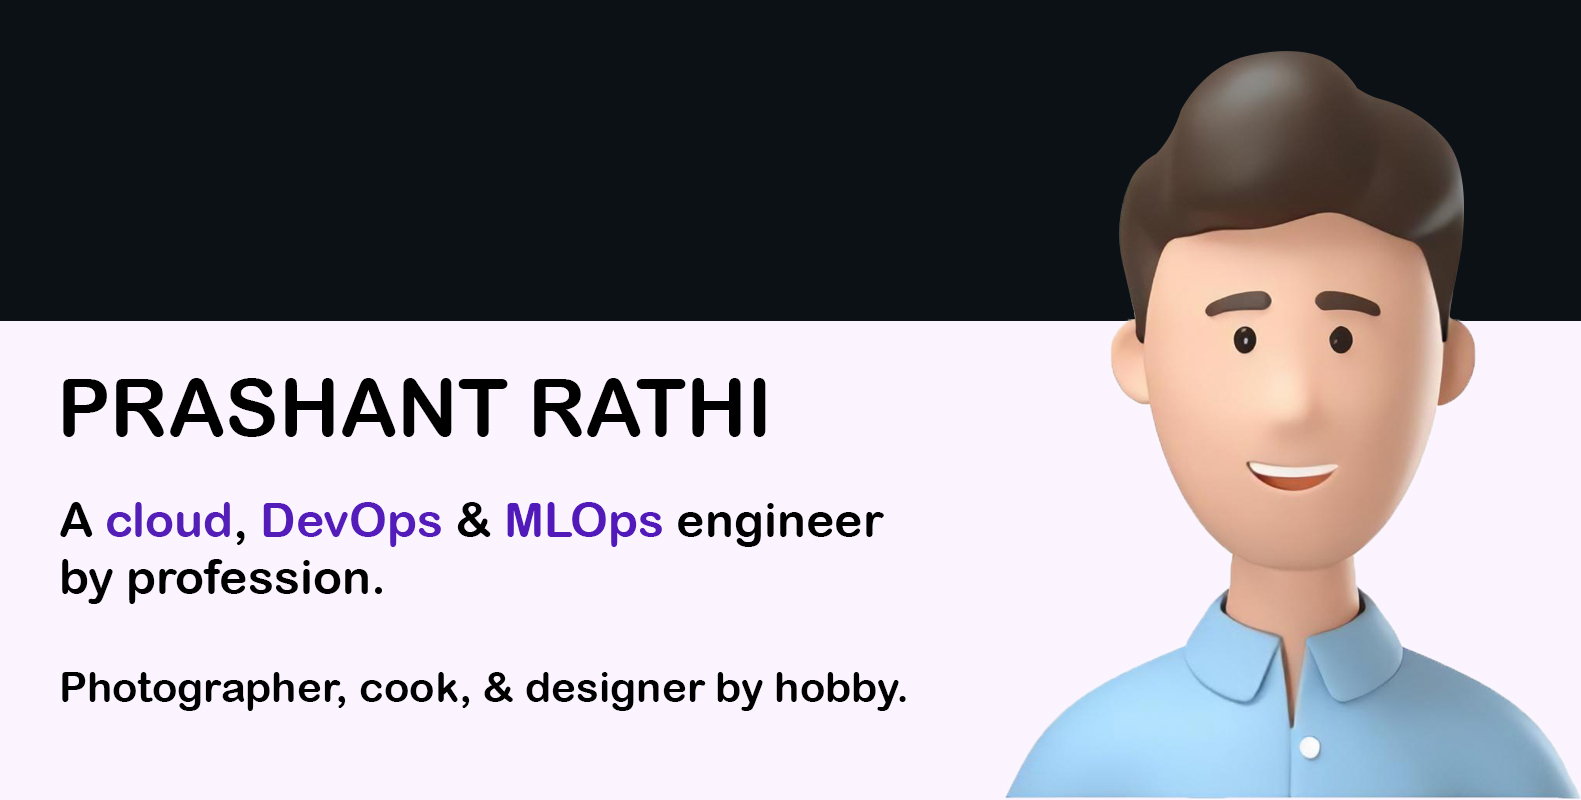 PRASHANT RATHI
A cloud, DevOps & MLOps engineer
by profession.
Photographer, cook, & designer by hobby.